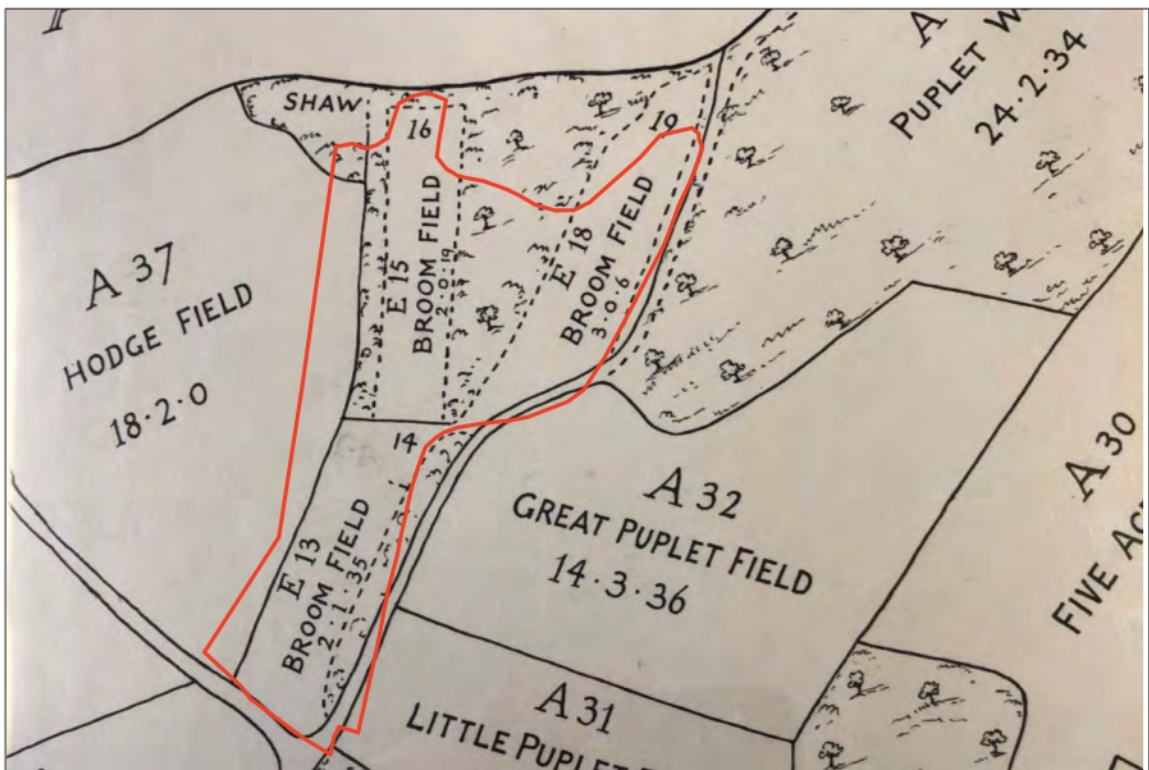 SHAW
16
19
A
PUPLET
24·2·34
A 37
HODGE FIELD
18·2·0
E 15
BROOM FIELD
2·0·19
E 18
BROOM FIELD
3·0·6
14
E 13
BROOM FIELD
2·1·35
A 32
GREAT PUPLET FIELD
14·3·36
A 30
FIVE
A 31
LITTLE PUPLET